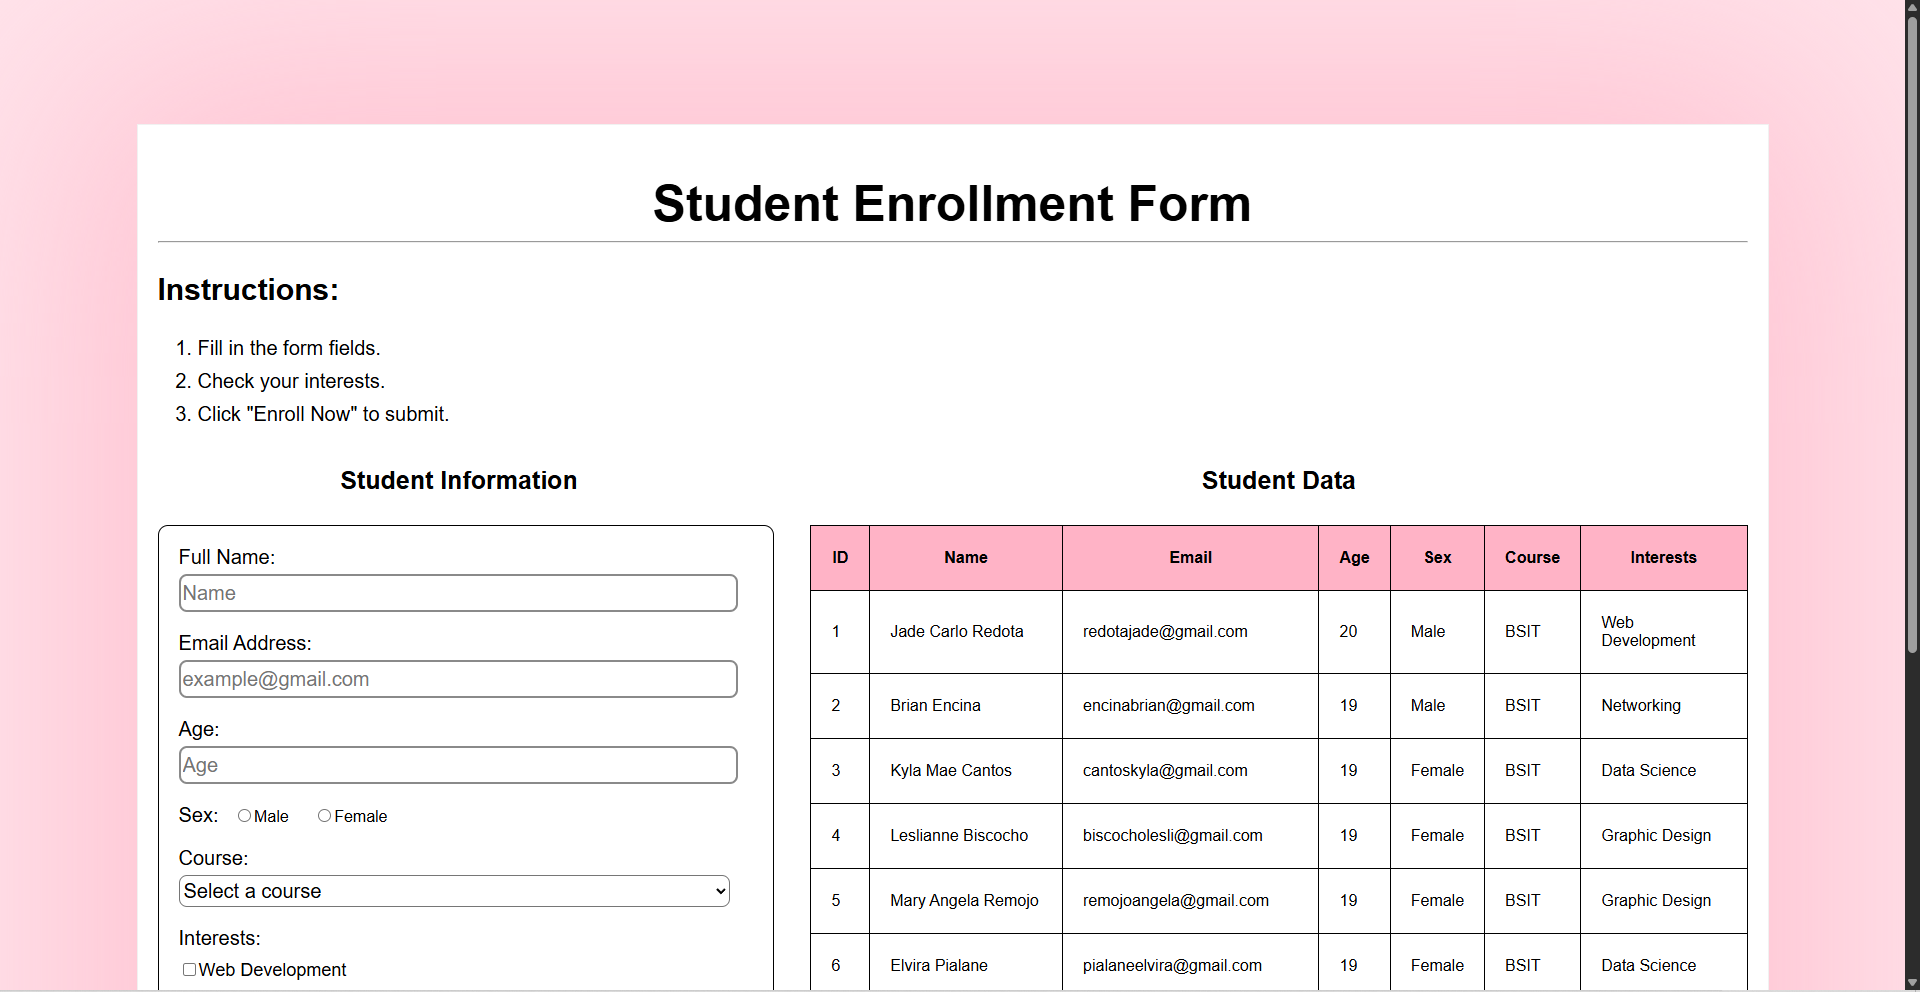 Student Enrollment Form
Instructions:
1. Fill in the form fields.
2. Check your interests.
3. Click "Enroll Now" to submit.
Student Information
Full Name:
Name
Email Address:
example@gmail.com
Age:
Age
Sex: Male Female
Course:
Select a course
Interests:
Web Development
Student Data
ID Name Email Age Sex Course Interests
1 Jade Carlo Redota redotajade@gmail.com 20 Male BSIT Web
Development
2 Brian Encina encinabrian@gmail.com 19 Male BSIT Networking
3 Kyla Mae Cantos cantoskyla@gmail.com 19 Female BSIT Data Science
4 Leslianne Biscocho biscocholesli@gmail.com 19 Female BSIT Graphic Design
5 Mary Angela Remojo remojoangela@gmail.com 19 Female BSIT Graphic Design
6 Elvira Pialane pialaneelvira@gmail.com 19 Female BSIT Data Science